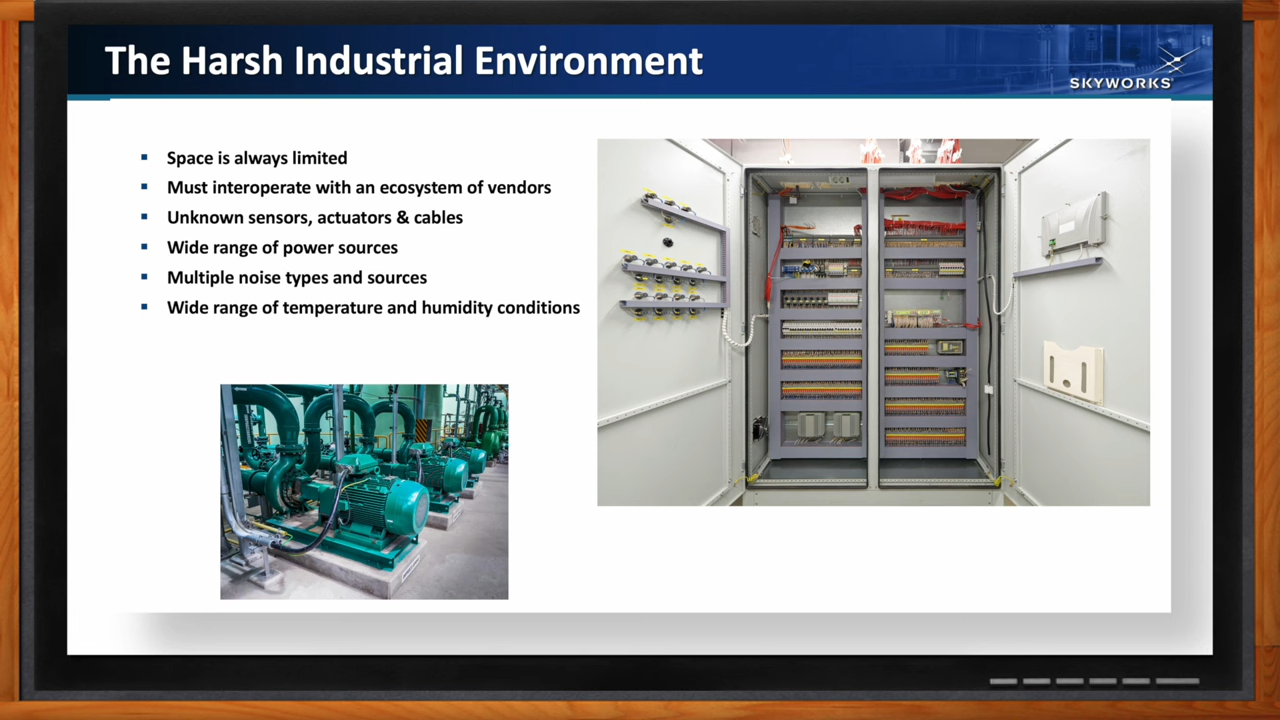 The Harsh Industrial Environment
SKYWORKS
Space is always limited
Must interoperate with an ecosystem of vendors
Unknown sensors, actuators & cables
Wide range of power sources
Multiple noise types and sources
Wide range of temperature and humidity conditions